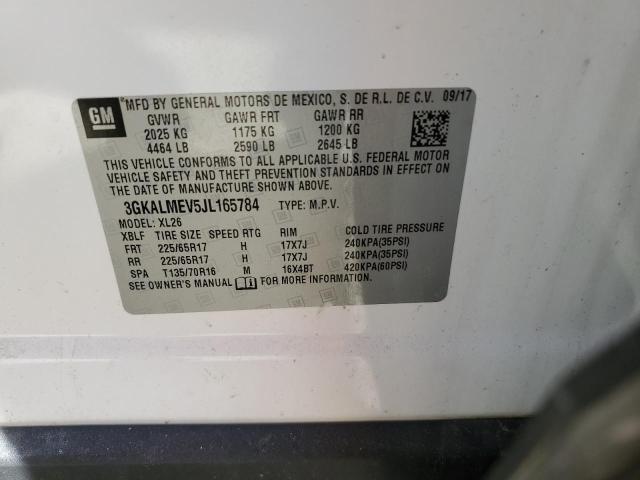 GM
*MFD BY GENERAL MOTORS DE MEXICO, S. DE R.L. DE C.V. 09/17
GVWR GAWR FRT GAWR RR
2025 KG 1175 KG 1200 KG
4464 LB 2590 LB 2645 LB
THIS VEHICLE CONFORMS TO ALL APPLICABLE U.S. FEDERAL MOTOR
VEHICLE SAFETY AND THEFT PREVENTION STANDARDS IN EFFECT ON
THE DATE OF MANUFACTURE SHOWN ABOVE.
3GKALMEV5JL165784 TYPE: M.P.V.
MODEL: XL26
XBLF TIRE SIZE SPEED RTG RIM COLD TIRE PRESSURE
FRT 225/65R17 H 17X7J 240KPA(35PSI)
RR 225/65R17 H 17X7J 240KPA(35PSI)
SPA T135/70R16 M 16X4BT 420KPA(60PSI)
SEE OWNER'S MANUAL FOR MORE INFORMATION.